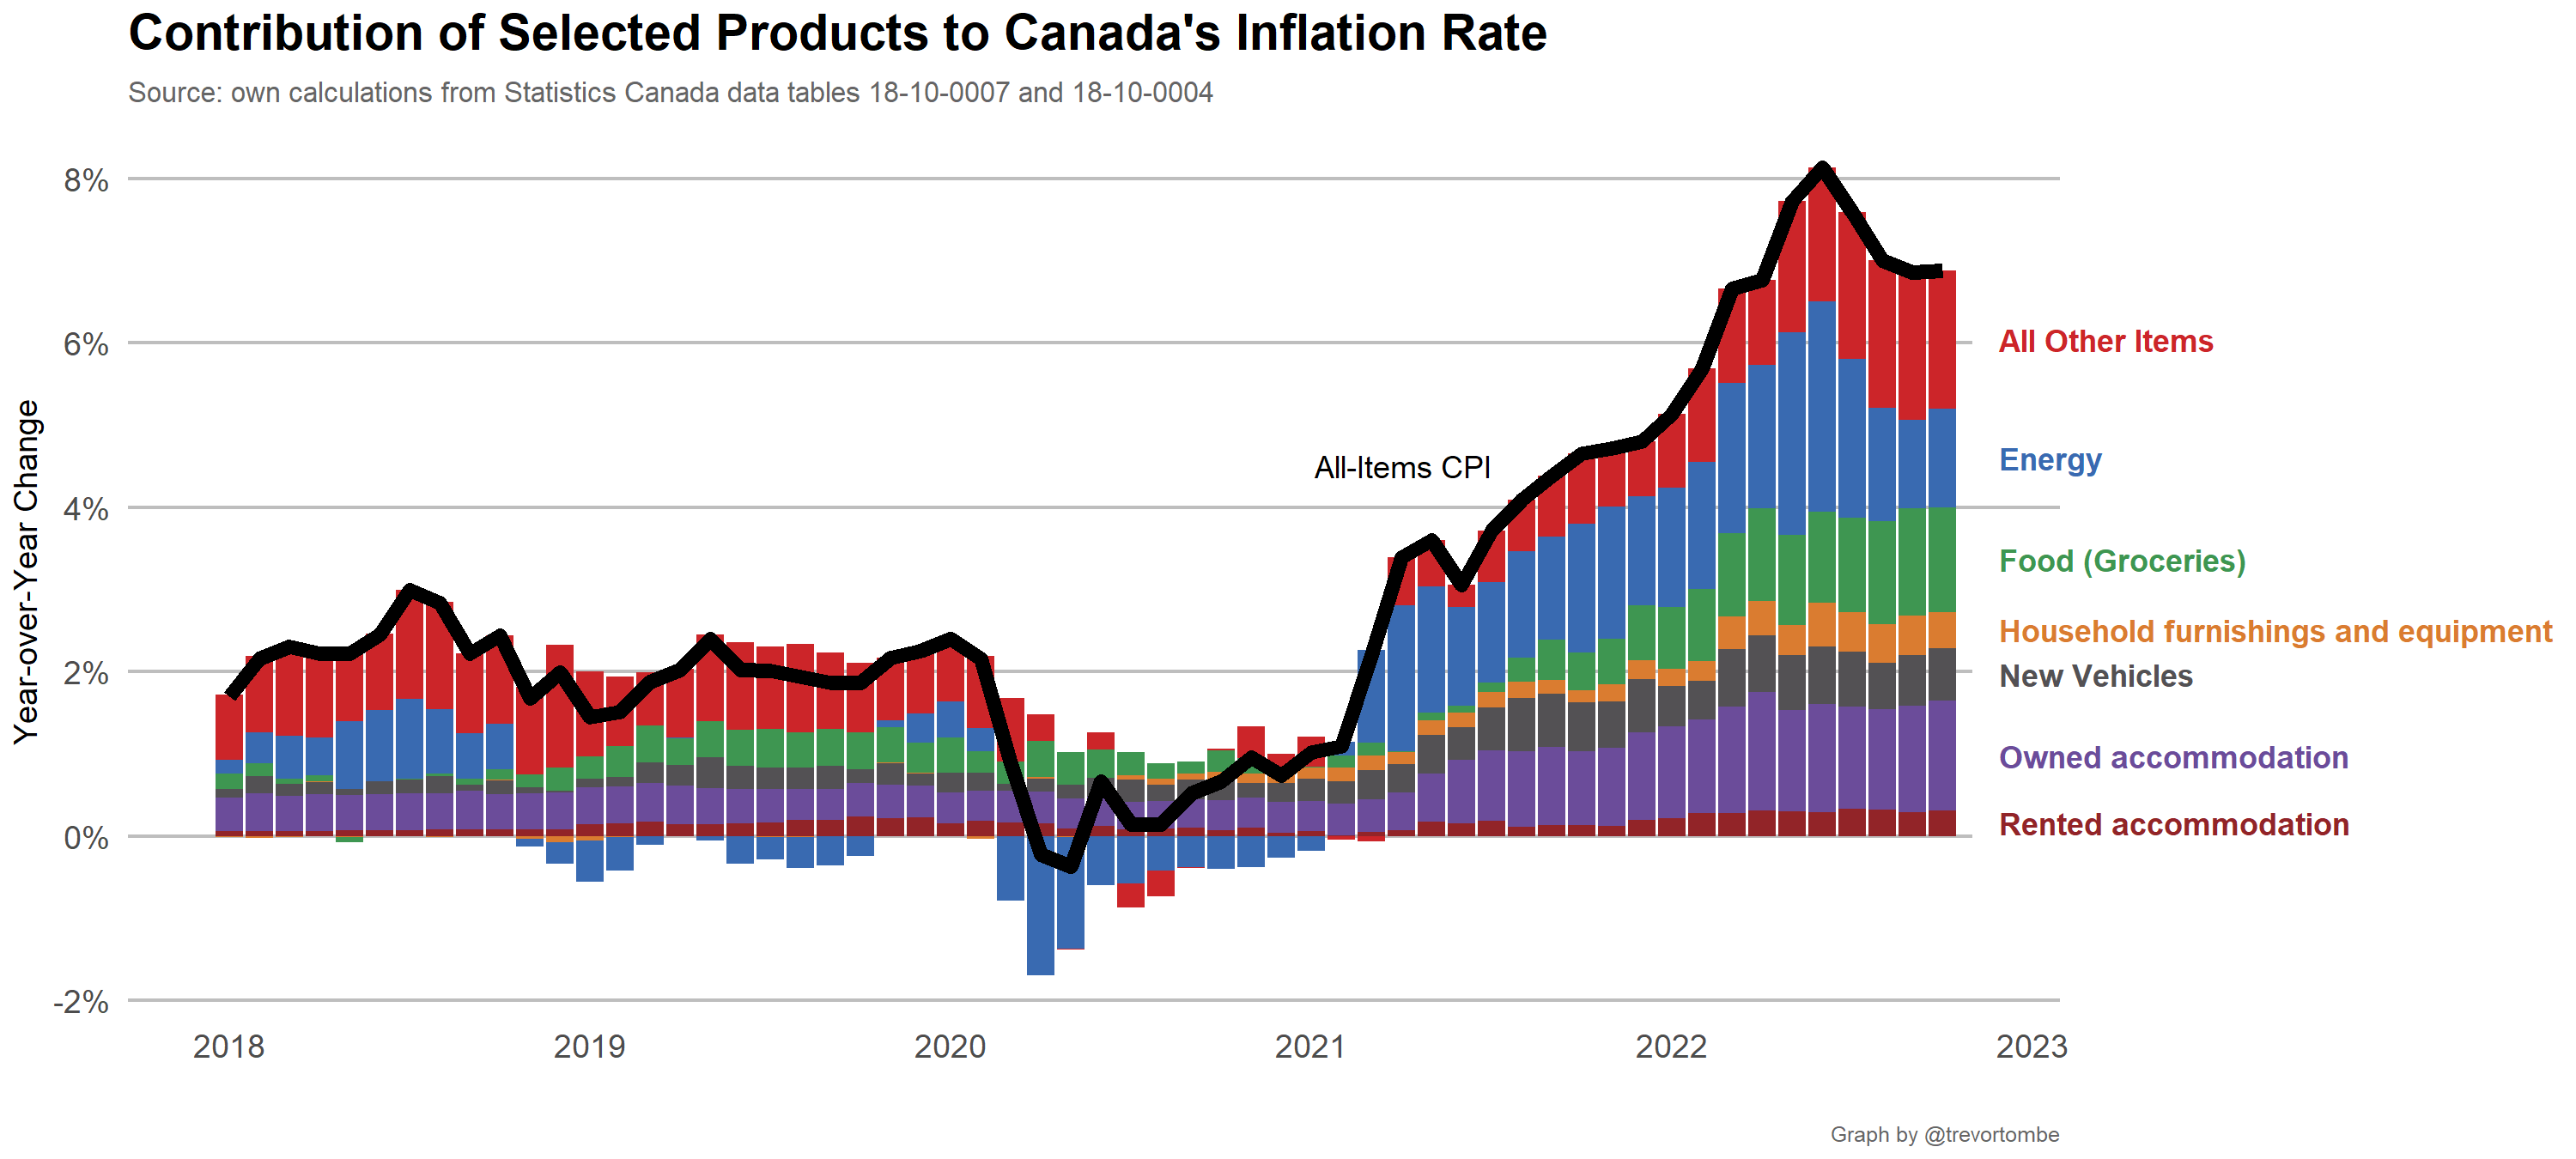 Contribution of Selected Products to Canada's Inflation Rate
Source: own calculations from Statistics Canada data tables 18-10-0007 and 18-10-0004
Year-over-Year Change
8%
6%
4%
2%
0%
-2%
All-Items CPI
All Other Items
Energy
Food (Groceries)
Household furnishings and equipment
New Vehicles
Owned accommodation
Rented accommodation
2018 2019 2020 2021 2022 2023
Graph by @trevortombe